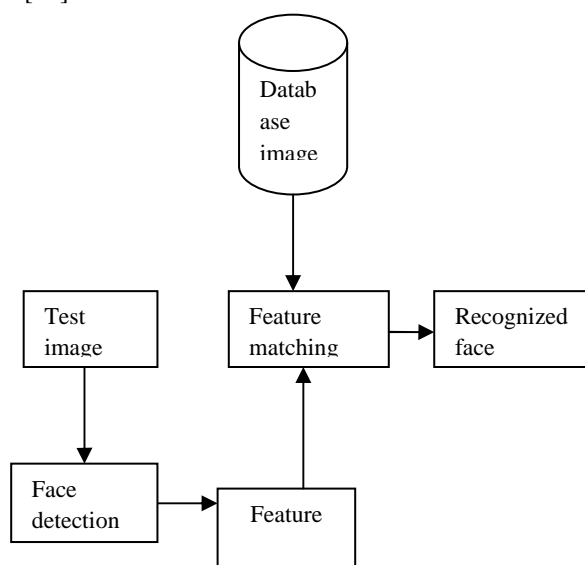 Datab
ase
image
Test
image
Feature
matching
Recognized
face
Face
detection
Feature